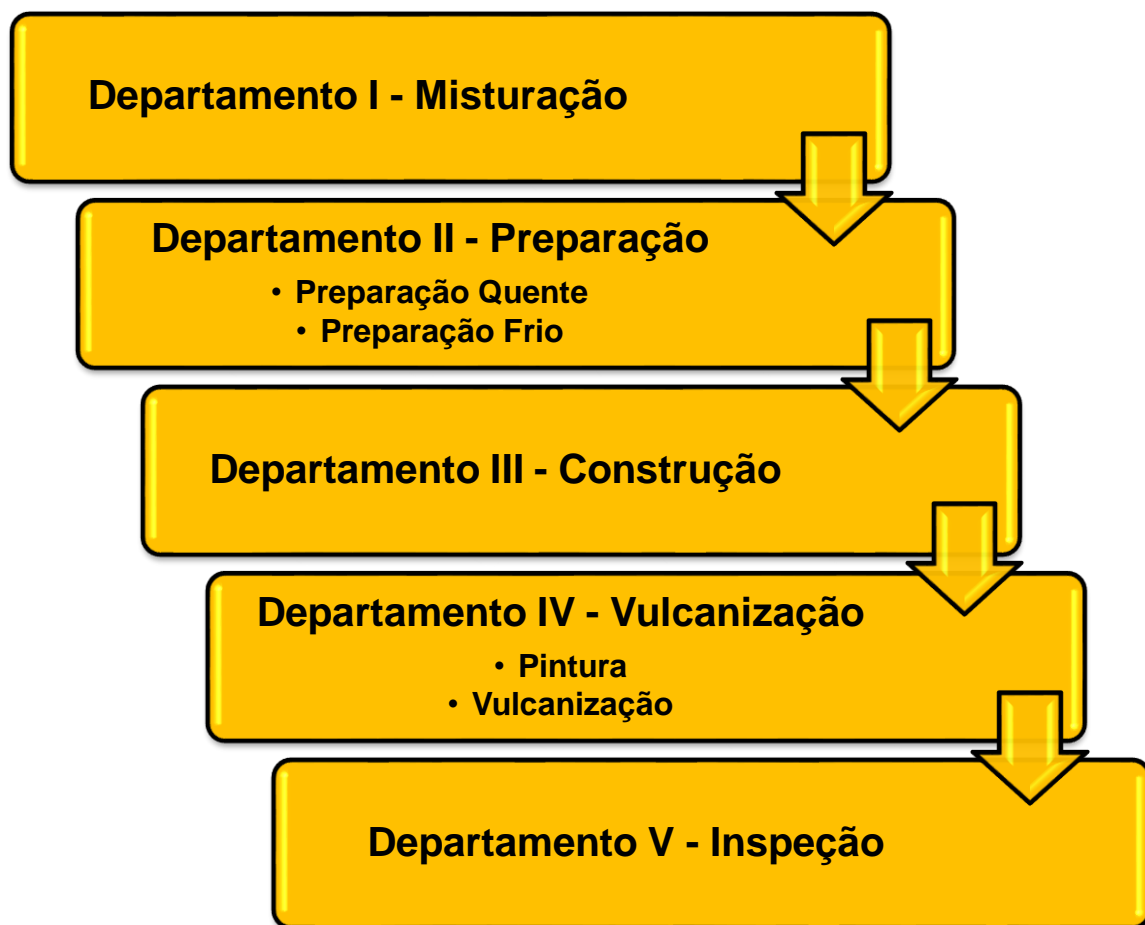 Departamento I - Misturação
Departamento II - Preparação
• Preparação Quente
• Preparação Frio
Departamento III - Construção
Departamento IV - Vulcanização
• Pintura
• Vulcanização
Departamento V - Inspeção